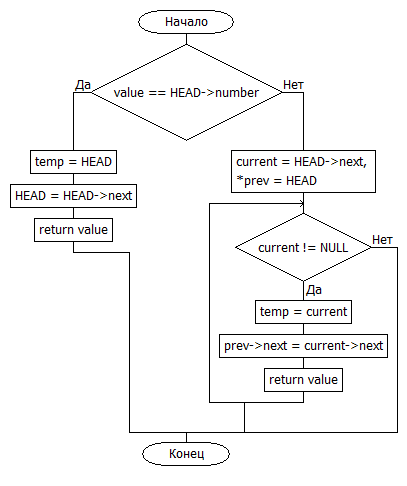 Начало
value == HEAD->number
Да
Нет
temp = HEAD
HEAD = HEAD->next
return value
current = HEAD->next,
*prev = HEAD
current != NULL
Нет
Да
temp = current
prev->next = current->next
return value
Конец